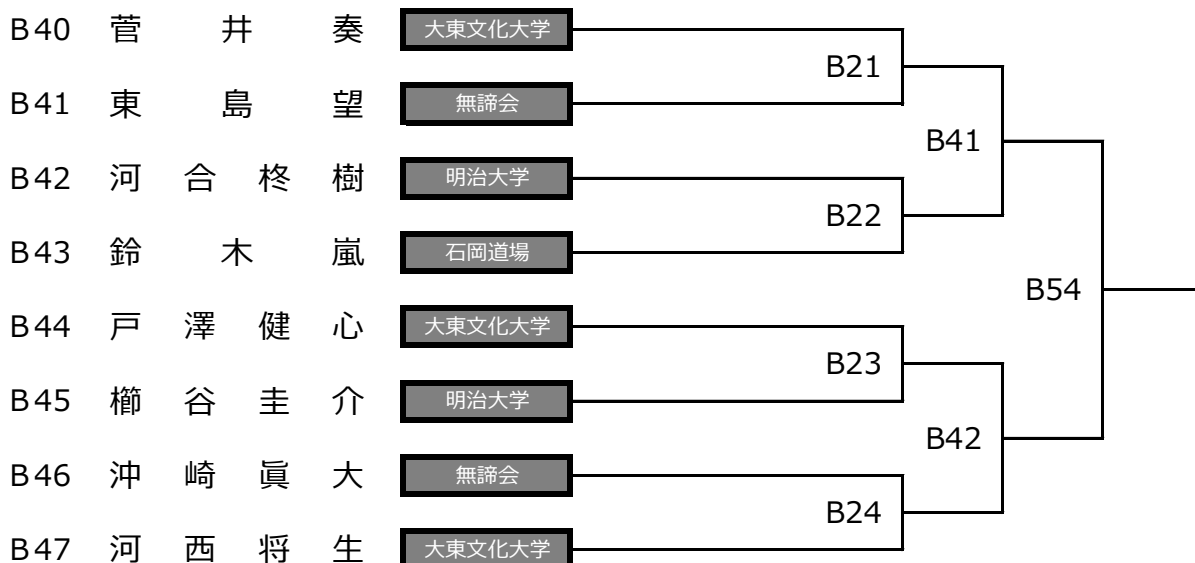 B40 菅井奏 大東文化大学
B21
B41 東島望 無諦会
B41
B42 河合柊樹 明治大学
B22
B43 鈴木嵐 石岡道場
B54
B44 戸澤健心 大東文化大学
B23
B45 櫛谷圭介 明治大学
B42
B46 沖崎眞大 無諦会
B24
B47 河西将生 大東文化大学